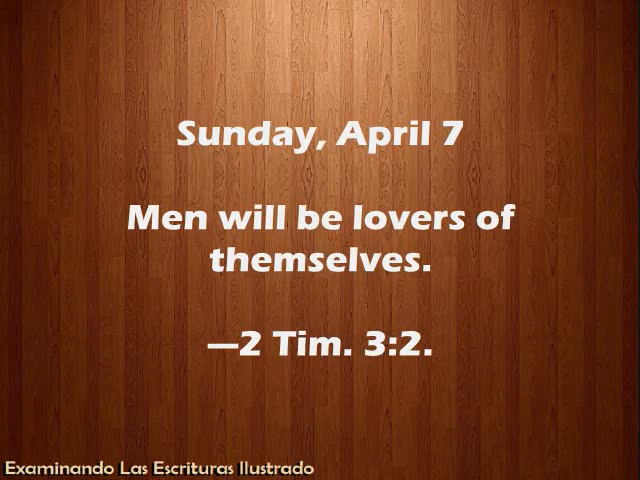 Sunday, April 7
Men will be lovers of
themselves.
—2 Tim. 3:2.
Examinando Las Escrituras Ilustrado